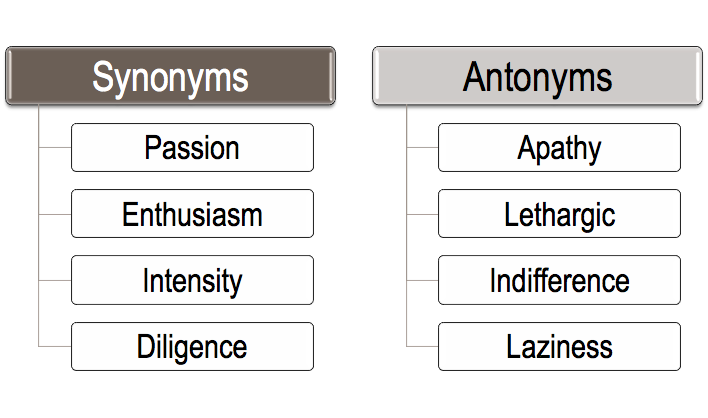 Synonyms
Passion
Enthusiasm
Intensity
Diligence
Antonyms
Apathy
Lethargic
Indifference
Laziness